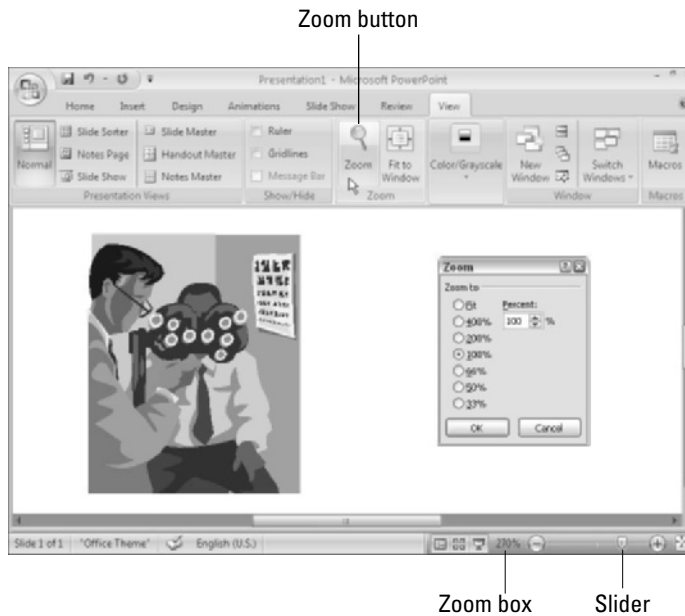 Zoom button
Presentation1 - Microsoft PowerPoint
Home Insert Design Animations Slide Show Review View
Normal
Slide Sorter
Notes Page
Slide Show
Presentation Views
Slide Master
Handout Master
Notes Master
Ruler
Gridlines
Message Bar
Show/Hide
Zoom
Fit to
Window
Zoom
Color/Grayscale
New
Window
Switch
Windows
Window
Macros
Macros
Zoom
Zoom to
Fit
400%
200%
100%
66%
50%
33%
Percent:
100 %
OK Cancel
Slide 1 of 1 "Office Theme" English (U.S.) 270%
Zoom box Slider